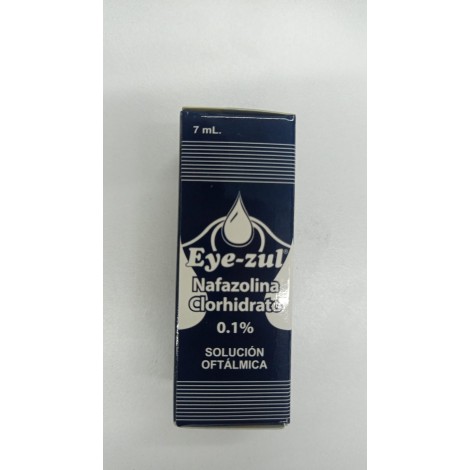 7 mL.
Eye-zul®
Nafazolina
Clorhidrato
0.1%
SOLUCIÓN
OFTÁLMICA